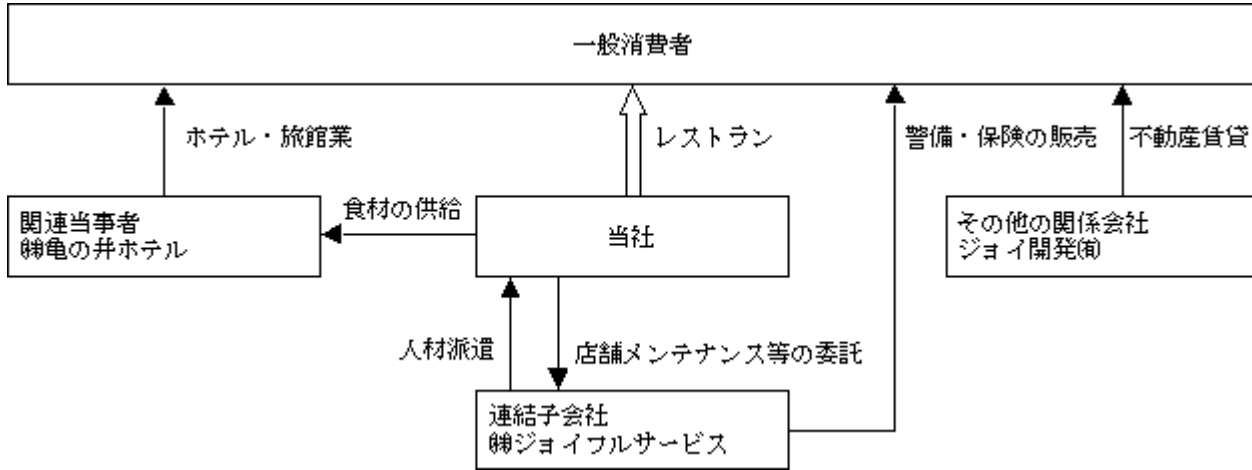 一般消費者
ホテル・旅館業
レストラン
警備・保険の販売
不動産賃貸
関連当事者
㈱亀の井ホテル
食材の供給
当社
その他の関係会社
ジョイ開発㈲
人材派遣
店舗メンテナンス等の委託
連結子会社
㈱ジョイフルサービス